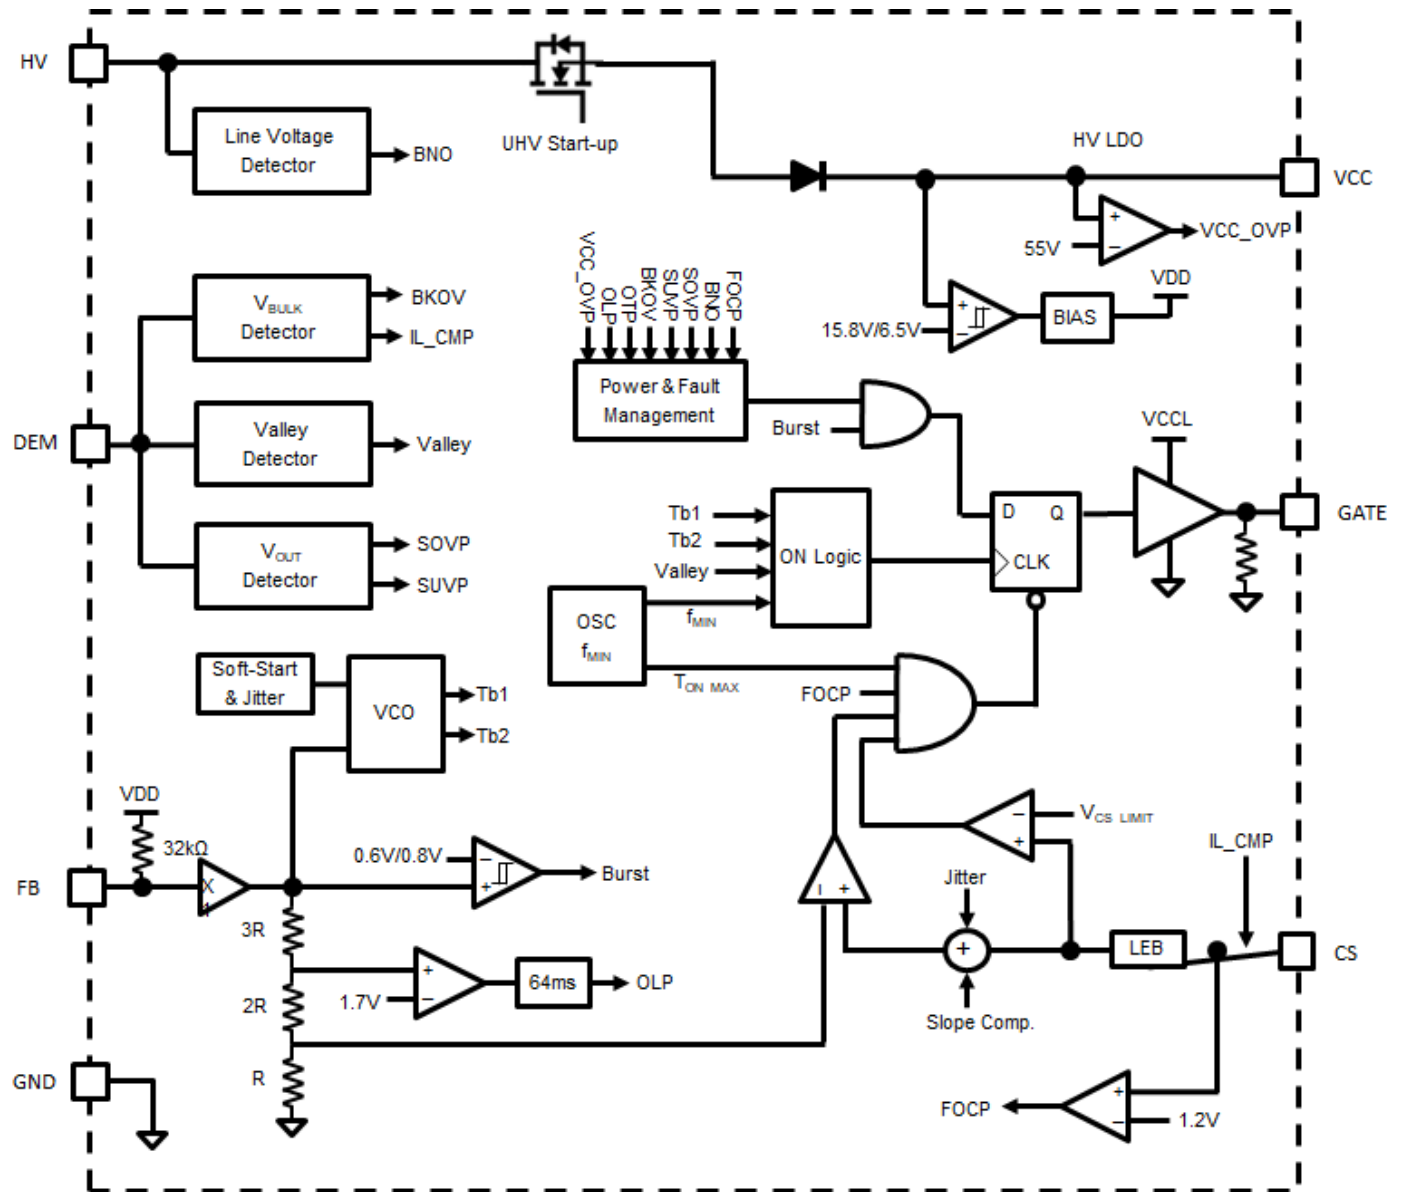 HV
UHV Start-up
Line Voltage
Detector
BNO
HV LDO
VCC
+
−
55V
VCC_OVP
VDD
+
−
15.8V/6.5V
BIAS
VCC_OVP
OLP
OTP
BKOV
SUVP
SOVP
BNO
FOCP
Power & Fault
Management
Burst
VBULK
Detector
BKOV
IL_CMP
DEM
Valley
Detector
Valley
VOUT
Detector
SOVP
SUVP
VCCL
GATE
Tb1
Tb2
Valley
ON Logic
D Q
CLK
OSC
fMIN
fMIN
TON MAX
FOCP
Soft-Start
& Jitter
VCO
Tb1
Tb2
VDD
32kΩ
FB
X
1
0.6V/0.8V
−
+
Burst
− +
−
+
VCS LIMIT
IL_CMP
Jitter
+
LEB
CS
Slope Comp.
3R
2R
R
+
−
1.7V
64ms
OLP
GND
FOCP
+
−
1.2V